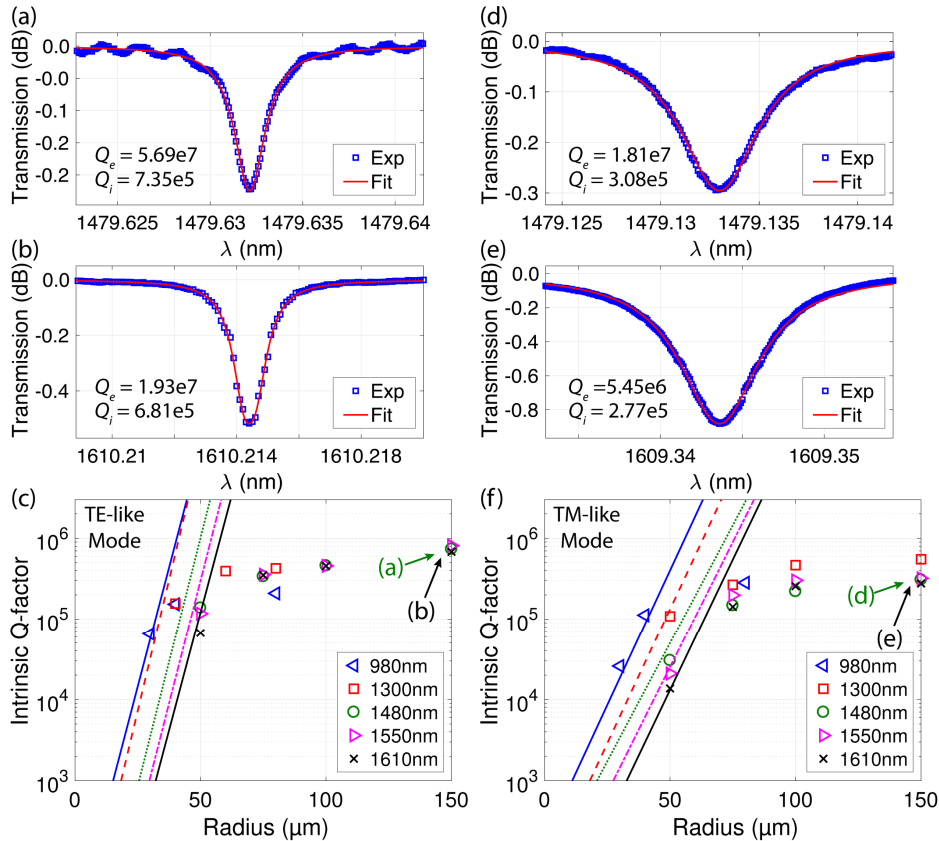 (a)
Transmission (dB)
0.0
-0.1
-0.1
-0.2
-0.2
Q_e = 5.69e7
Q_i = 7.35e5
Exp
Fit
1479.625 1479.63 1479.635 1479.64
λ (nm)
(d)
Transmission (dB)
0.0
-0.1
-0.2
-0.3
Q_e = 1.81e7
Q_i = 3.08e5
Exp
Fit
1479.125 1479.13 1479.135 1479.14
λ (nm)
(b)
Transmission (dB)
0.0
-0.2
-0.4
Q_e = 1.93e7
Q_i = 6.81e5
Exp
Fit
1610.21 1610.214 1610.218
λ (nm)
(e)
Transmission (dB)
0.0
-0.2
-0.4
-0.6
-0.8
Q_e =5.45e6
Q_i = 2.77e5
Exp
Fit
1609.34 1609.35
λ (nm)
(c)
Intrinsic Q-factor
10^6
10^5
10^4
10^3
TE-like
Mode
(a)
(b)
980nm
1300nm
1480nm
1550nm
1610nm
0 50 100 150
Radius (μm)
(f)
Intrinsic Q-factor
10^6
10^5
10^4
10^3
TM-like
Mode
(d)
(e)
980nm
1300nm
1480nm
1550nm
1610nm
0 50 100 150
Radius (μm)